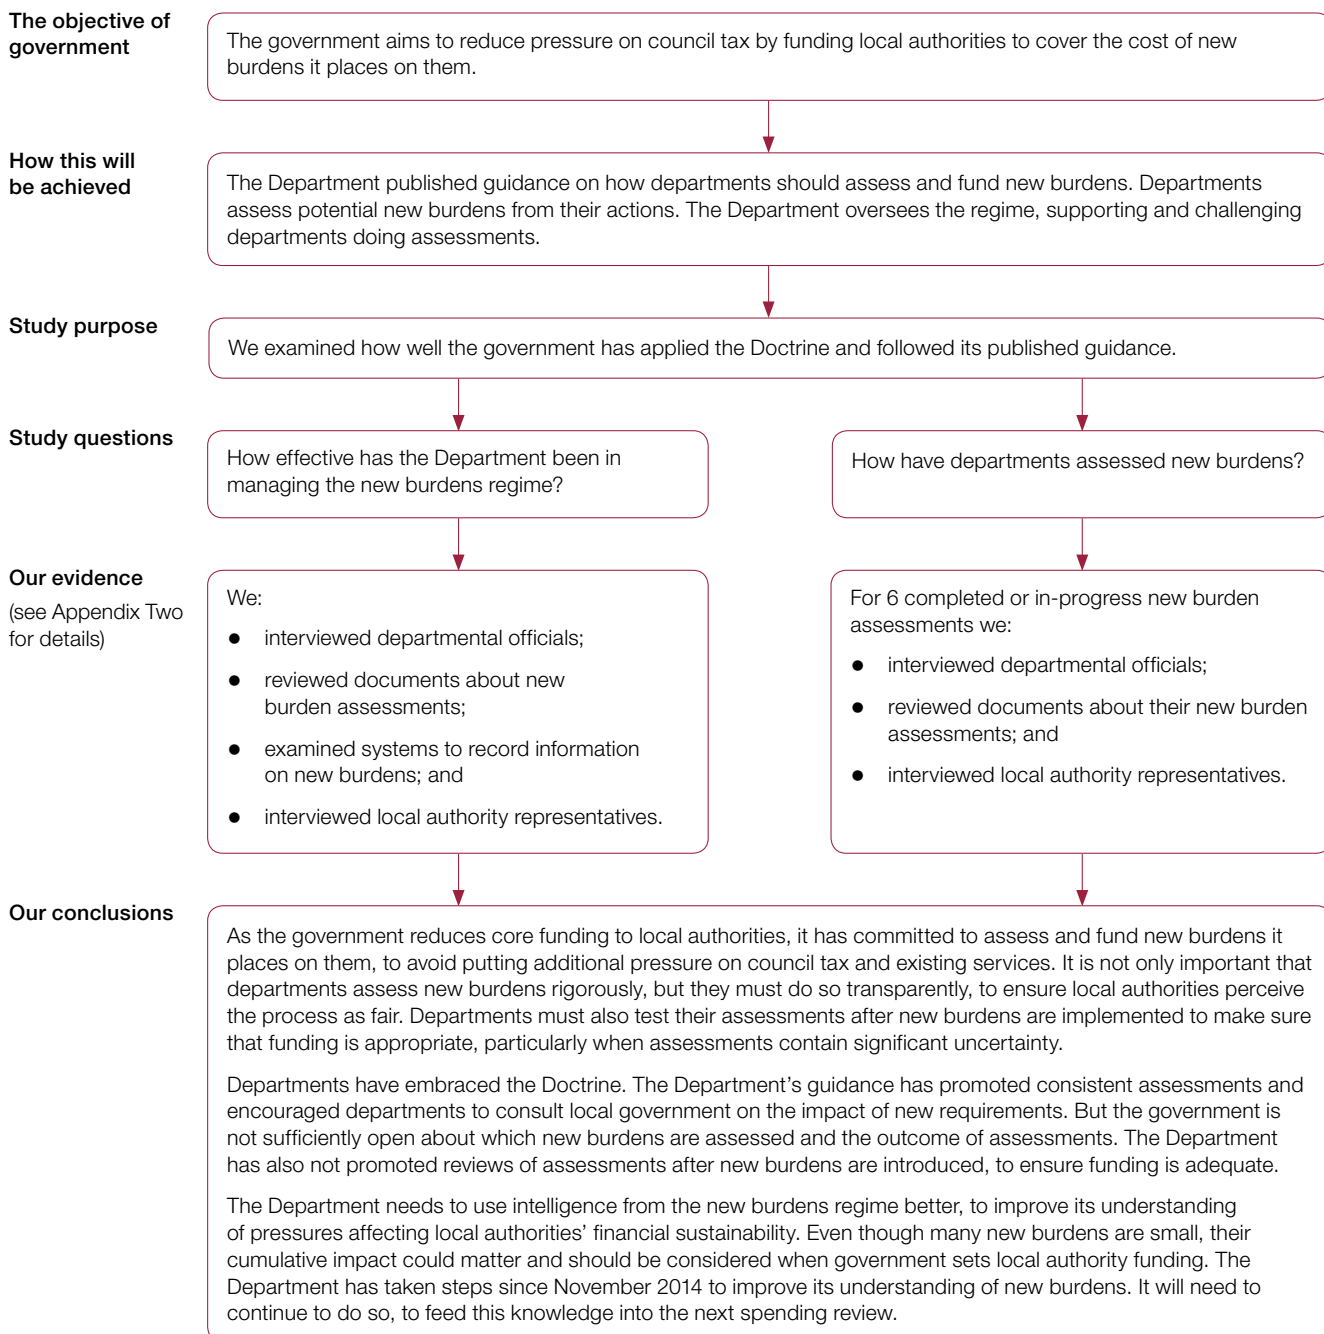 The objective of
government
The government aims to reduce pressure on council tax by funding local authorities to cover the cost of new
burdens it places on them.
How this will
be achieved
The Department published guidance on how departments should assess and fund new burdens. Departments
assess potential new burdens from their actions. The Department oversees the regime, supporting and challenging
departments doing assessments.
Study purpose
We examined how well the government has applied the Doctrine and followed its published guidance.
Study questions
How effective has the Department been in
managing the new burdens regime?
How have departments assessed new burdens?
Our evidence
(see Appendix Two
for details)
We:
● interviewed departmental officials;
● reviewed documents about new
burden assessments;
● examined systems to record information
on new burdens; and
● interviewed local authority representatives.
For 6 completed or in-progress new burden
assessments we:
● interviewed departmental officials;
● reviewed documents about their new burden
assessments; and
● interviewed local authority representatives.
Our conclusions
As the government reduces core funding to local authorities, it has committed to assess and fund new burdens it
places on them, to avoid putting additional pressure on council tax and existing services. It is not only important that
departments assess new burdens rigorously, but they must do so transparently, to ensure local authorities perceive
the process as fair. Departments must also test their assessments after new burdens are implemented to make sure
that funding is appropriate, particularly when assessments contain significant uncertainty.
Departments have embraced the Doctrine. The Department's guidance has promoted consistent assessments and
encouraged departments to consult local government on the impact of new requirements. But the government is
not sufficiently open about which new burdens are assessed and the outcome of assessments. The Department
has also not promoted reviews of assessments after new burdens are introduced, to ensure funding is adequate.
The Department needs to use intelligence from the new burdens regime better, to improve its understanding
of pressures affecting local authorities' financial sustainability. Even though many new burdens are small, their
cumulative impact could matter and should be considered when government sets local authority funding. The
Department has taken steps since November 2014 to improve its understanding of new burdens. It will need to
continue to do so, to feed this knowledge into the next spending review.